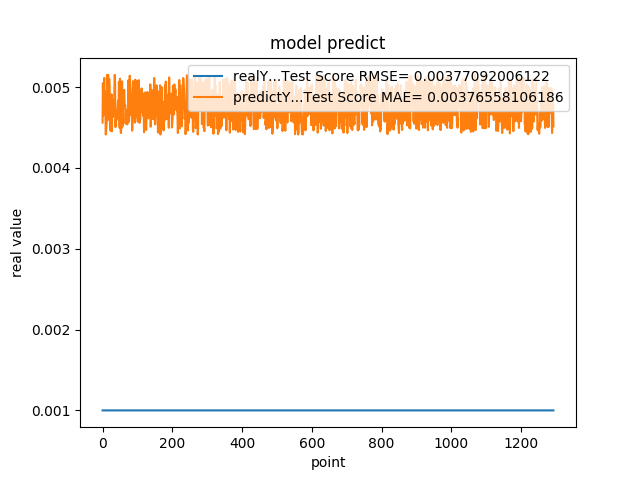 model predict
realY...Test Score RMSE= 0.00377092006122
predictY...Test Score MAE= 0.00376558106186
0.005
0.004
0.003
0.002
0.001
real value
0 200 400 600 800 1000 1200
point